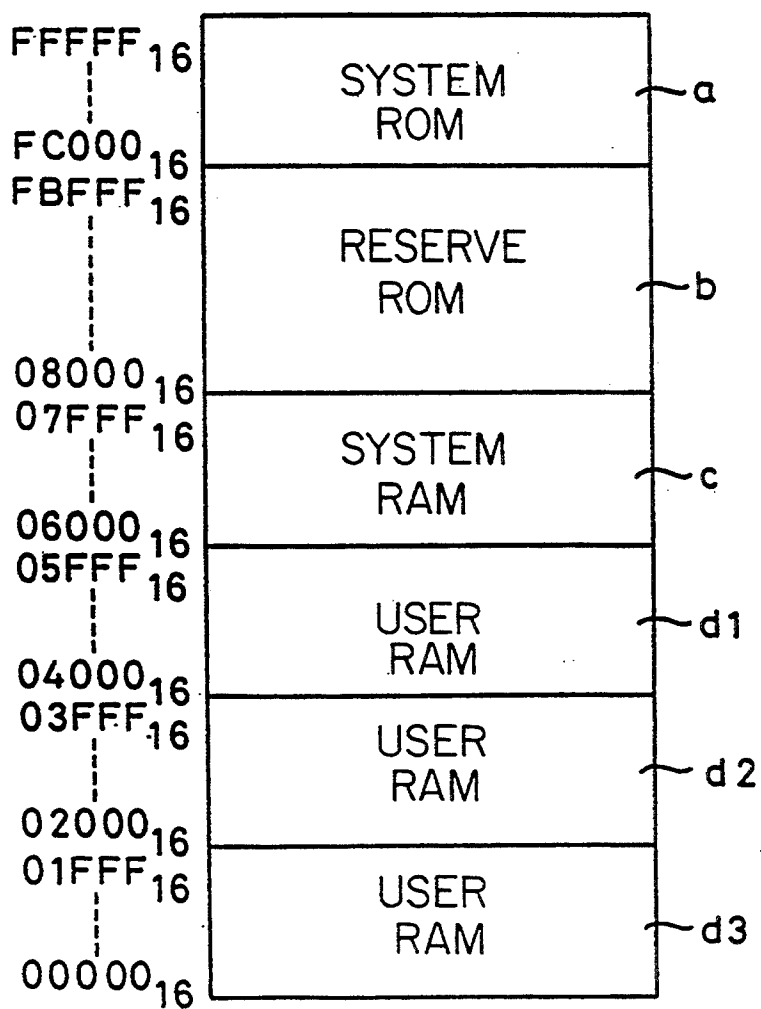 FFFFF16
SYSTEM
ROM
a
FC00016
FBFFF16
RESERVE
ROM
b
0800016
07FFF16
SYSTEM
RAM
c
0600016
05FFF16
USER
RAM
d1
0400016
03FFF16
USER
RAM
d2
0200016
01FFF16
USER
RAM
d3
0000016